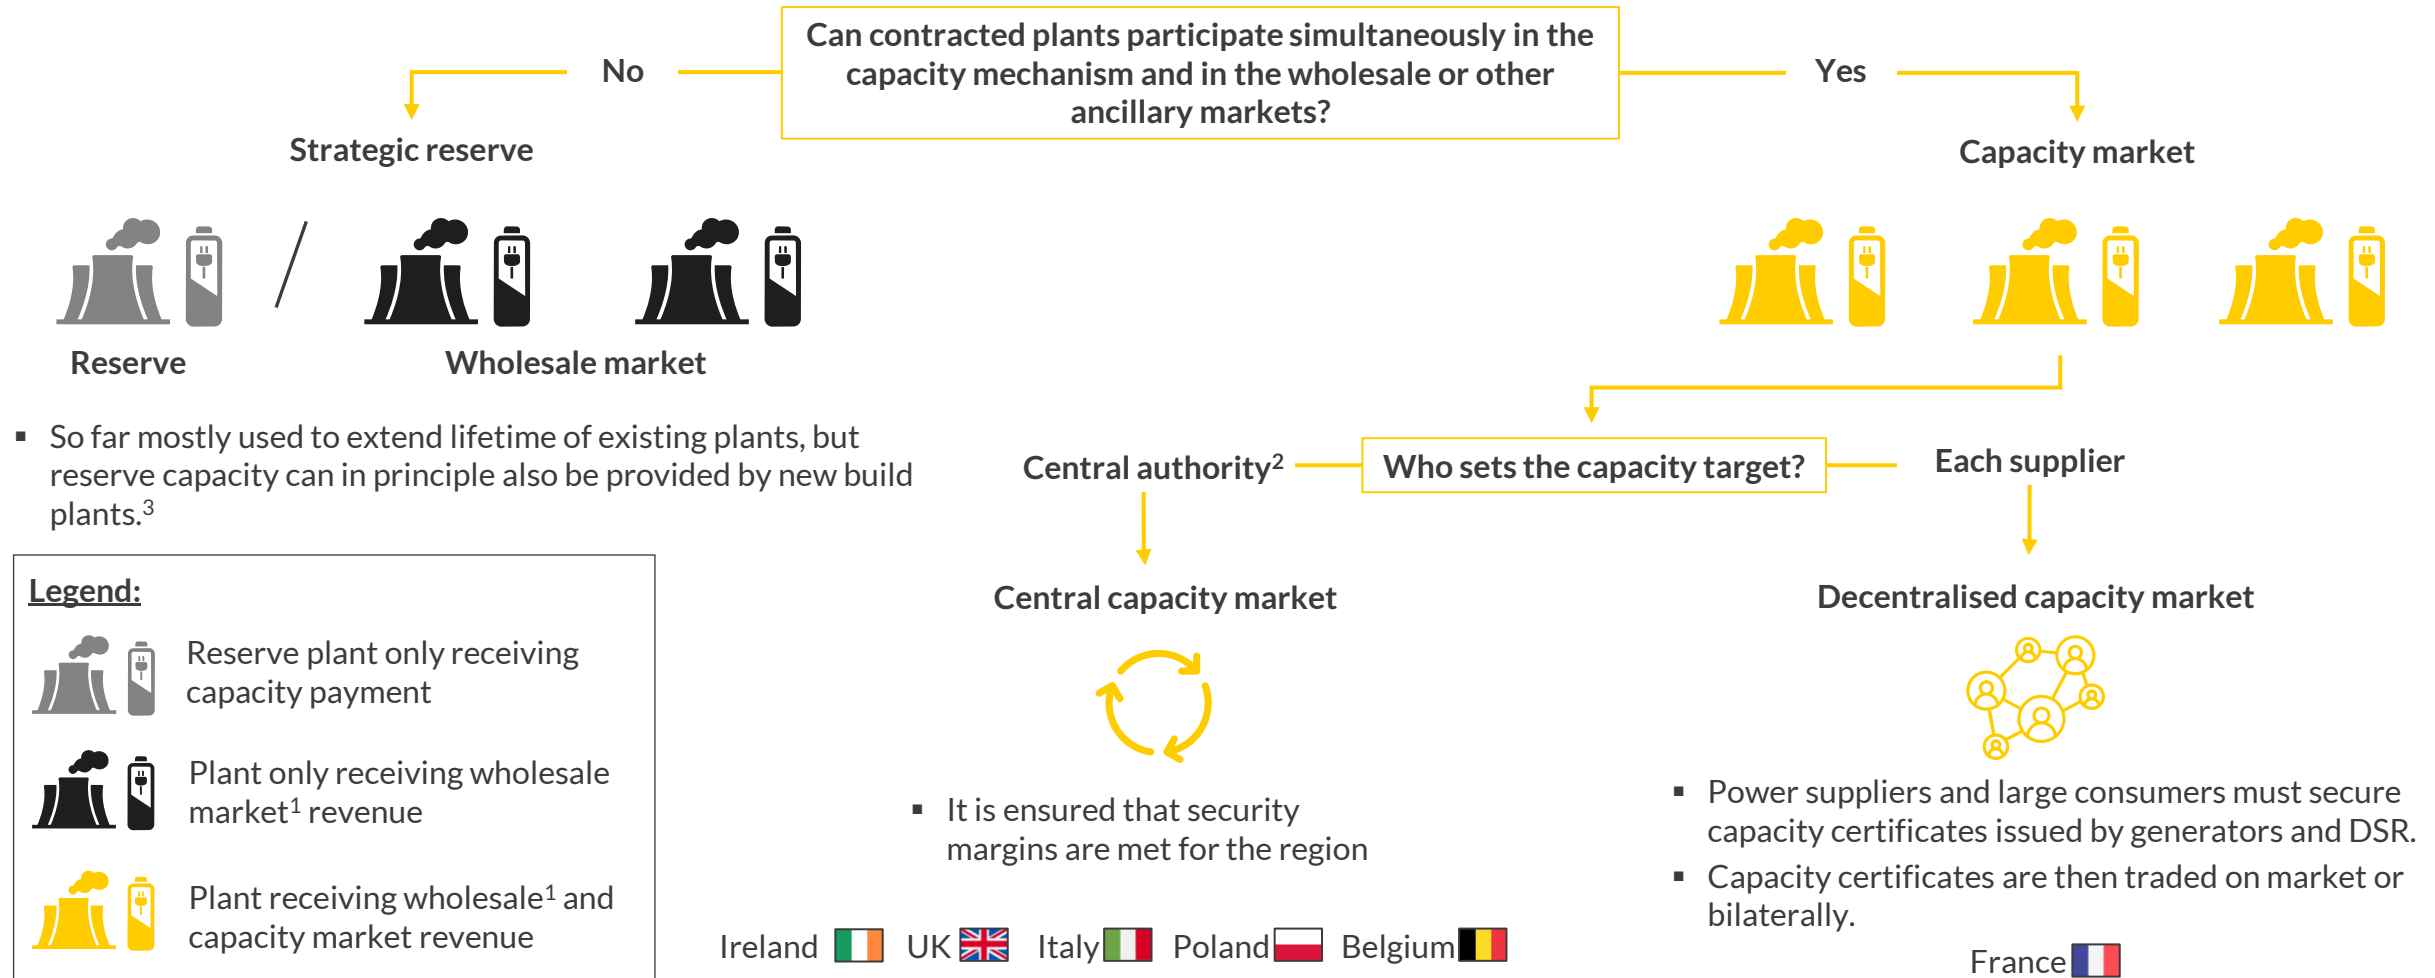 Can contracted plants participate simultaneously in the
capacity mechanism and in the wholesale or other
ancillary markets?
No
Yes
Strategic reserve
Capacity market
Reserve
Wholesale market
▪ So far mostly used to extend lifetime of existing plants, but
reserve capacity can in principle also be provided by new build
plants.3
Central authority2
Who sets the capacity target?
Each supplier
Legend:
Reserve plant only receiving
capacity payment
Plant only receiving wholesale
market1 revenue
Plant receiving wholesale1 and
capacity market revenue
Central capacity market
▪ It is ensured that security
margins are met for the region
Ireland
UK
Italy
Poland
Belgium
Decentralised capacity market
▪ Power suppliers and large consumers must secure
capacity certificates issued by generators and DSR.
▪ Capacity certificates are then traded on market or
bilaterally.
France